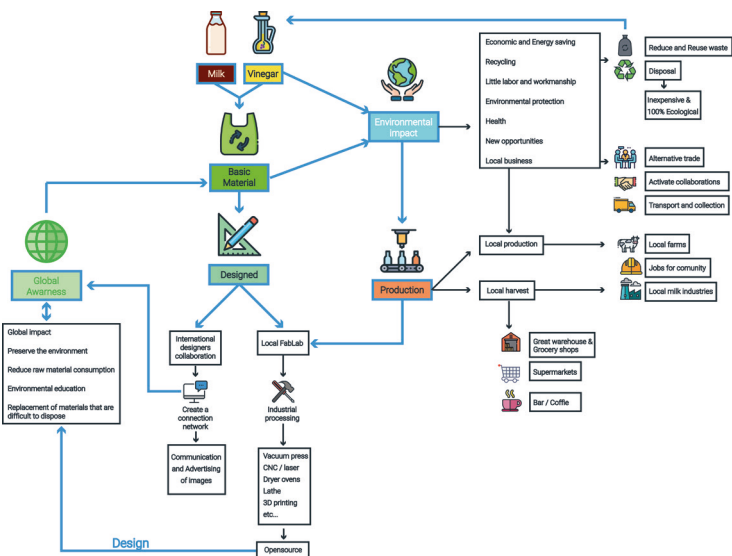 Milk
Vinegar
Environmental
impact
Economic and Energy saving
Recycling
Little labor and workmanship
Environmental protection
Health
New opportunities
Local business
Reduce and Reuse waste
Disposal
Inexpensive &
100% Ecological
Alternative trade
Activate collaborations
Transport and collection
Basic
Material
Designed
Production
Local production
Local farms
Jobs for comunity
Local harvest
Local milk industries
Great warehouse &
Grocery shops
Supermarkets
Bar / Coffie
Global
Awarness
Global impact
Preserve the environment
Reduce raw material consumption
Environmental education
Replacement of materials that are
difficult to dispose
International
designers
collaboration
Local FabLab
Create a
connection
network
Industrial
processing
Communication
and Advertising
of images
Vacuum press
CNC / laser
Dryer ovens
Lathe
3D printing
etc...
Design
Opensource